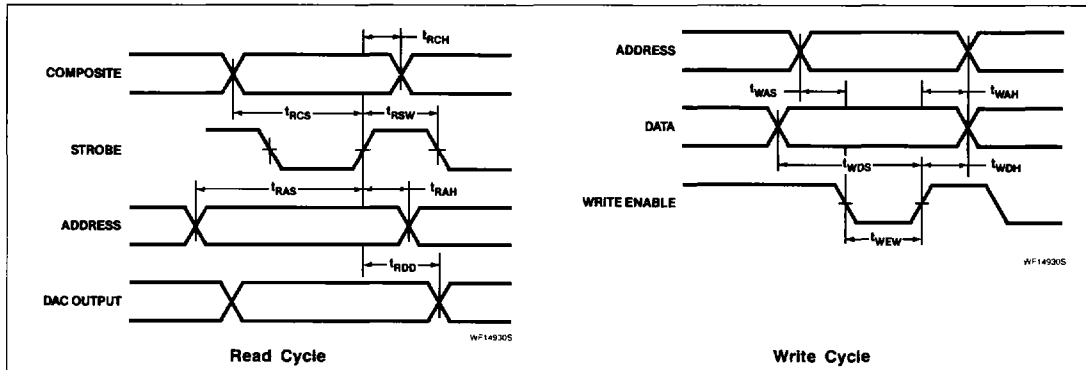 tRCH
COMPOSITE
tRCS
tRSW
STROBE
tRAS
tRAH
ADDRESS
tRDD
DAC OUTPUT
WF14930S
Read Cycle
ADDRESS
tWAS
tWAH
DATA
tWDS
tWDH
WRITE ENABLE
tWEW
WF14930S
Write Cycle